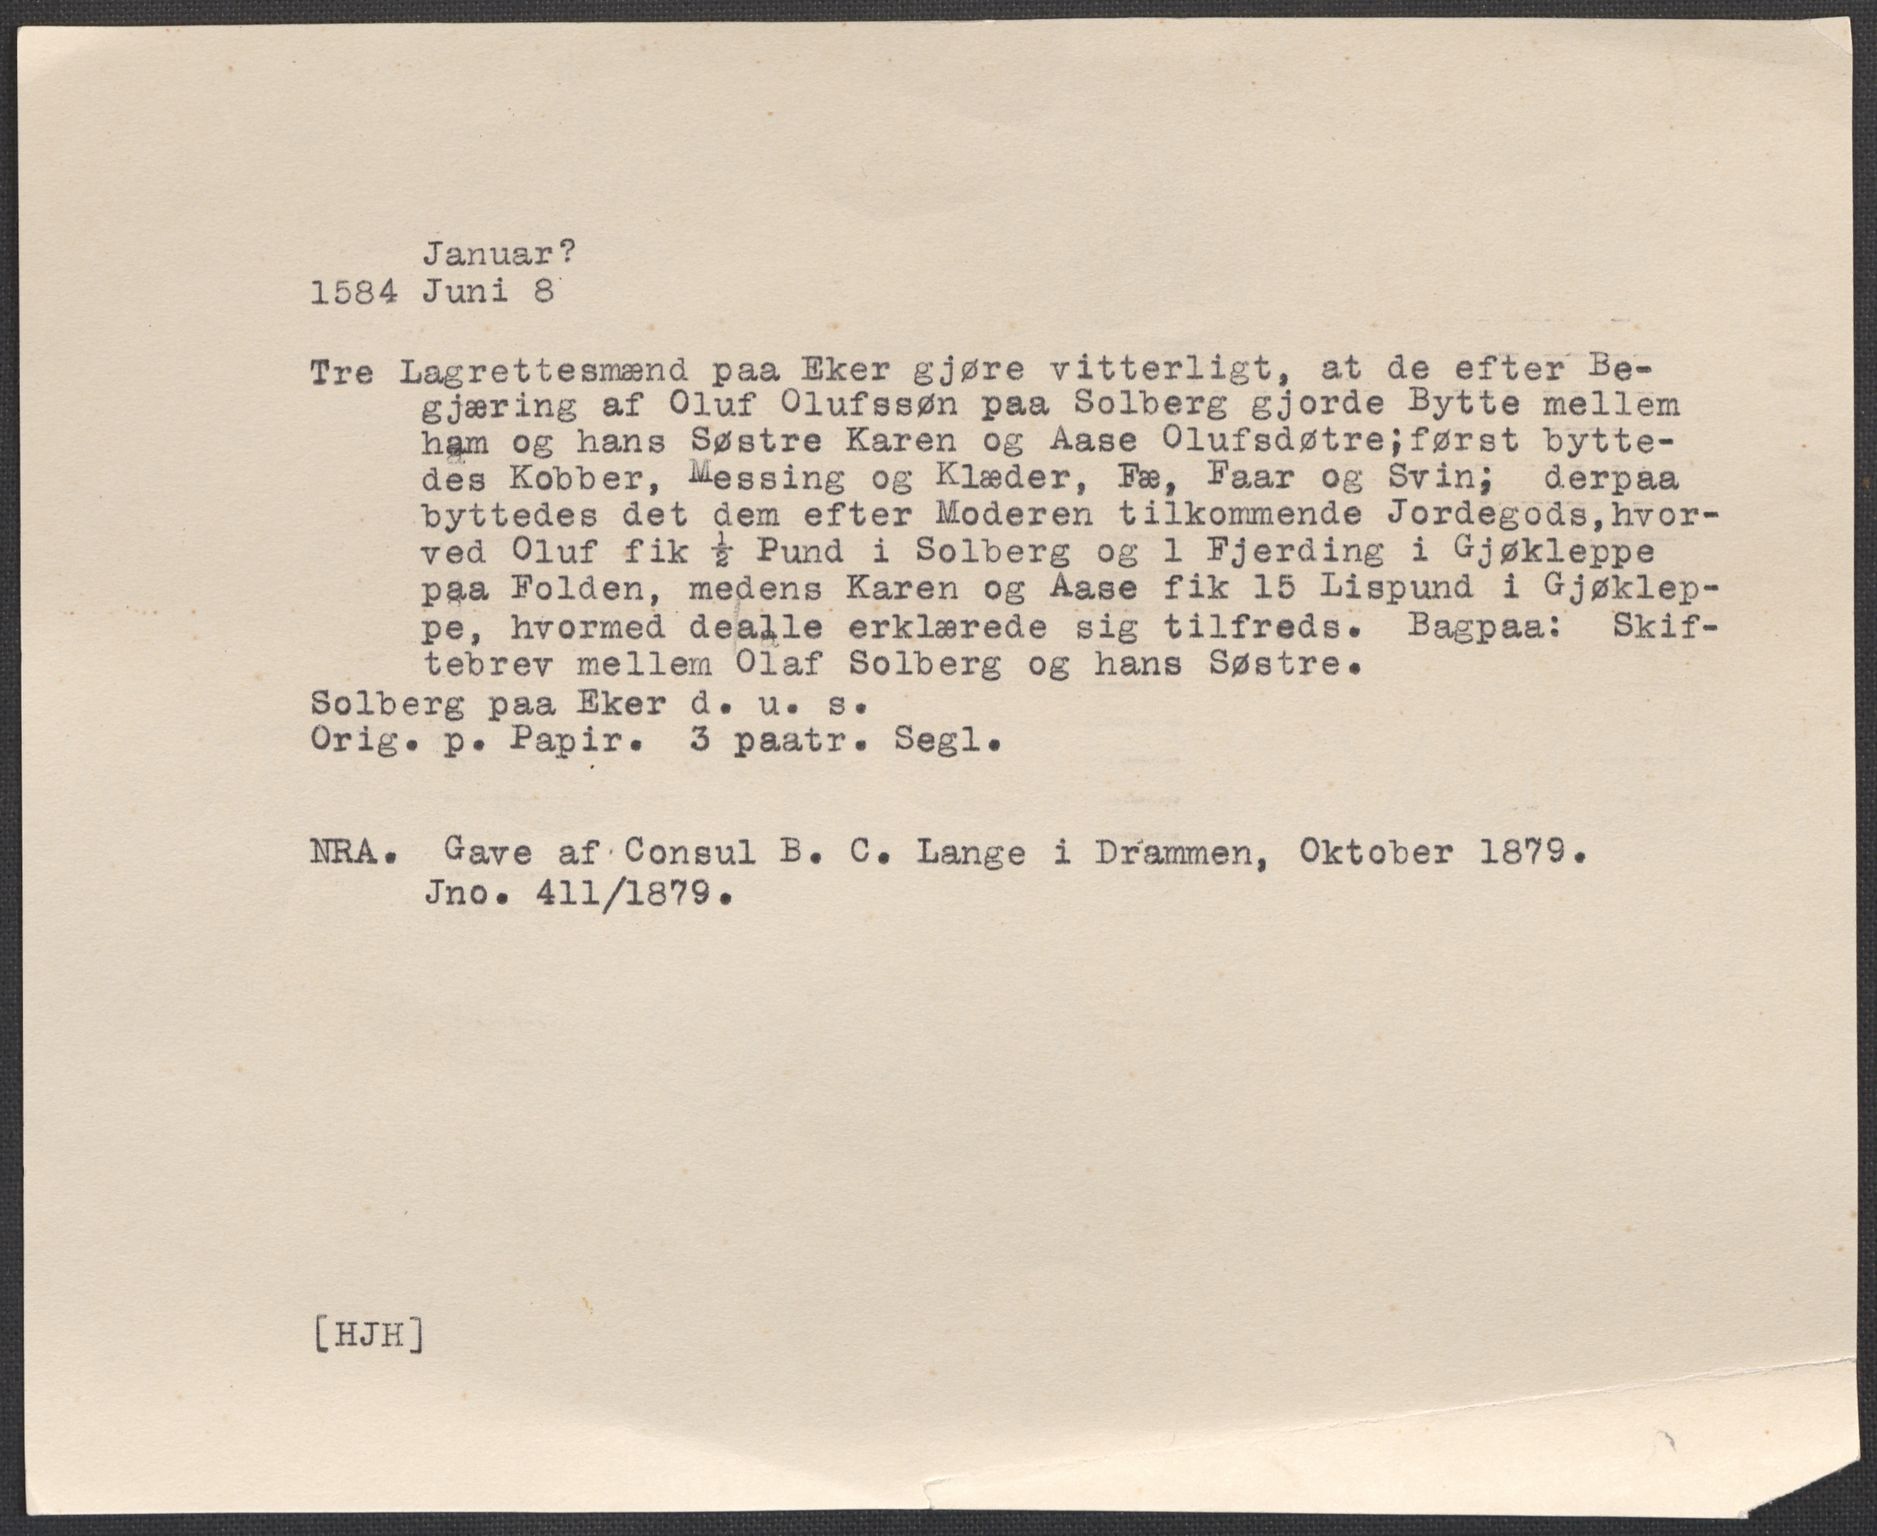 Januar?
1584 Juni 8
Tre Lagrettesmænd paa Eker gjøre vitterligt, at de efter Be-
gjæring af Oluf Olufssøn paa Solberg gjorde Bytte mellem
ham og hans Søstre Karen og Aase Olufsdøtre;først bytte-
des Kobber, Messing og Klæder, Fæ, Faar og Svin; derpaa
byttedes det dem efter Moderen tilkommende Jordegods,hvor-
ved Oluf fik ½ Pund i Solberg og 1 Fjerding i Gjøkleppe
paa Folden, medens Karen og Aase fik 15 Lispund i Gjøklep-
pe, hvormed de alle erklærede sig tilfreds. Bagpaa: Skif-
tebrev mellem Olaf Solberg og hans Søstre.
Solberg paa Eker d. u. s.
Orig. p. Papir. 3 paatr. Segl.
NRA. Gave af Consul B. C. Lange i Drammen, Oktober 1879.
Jno. 411/1879.
[HJH]